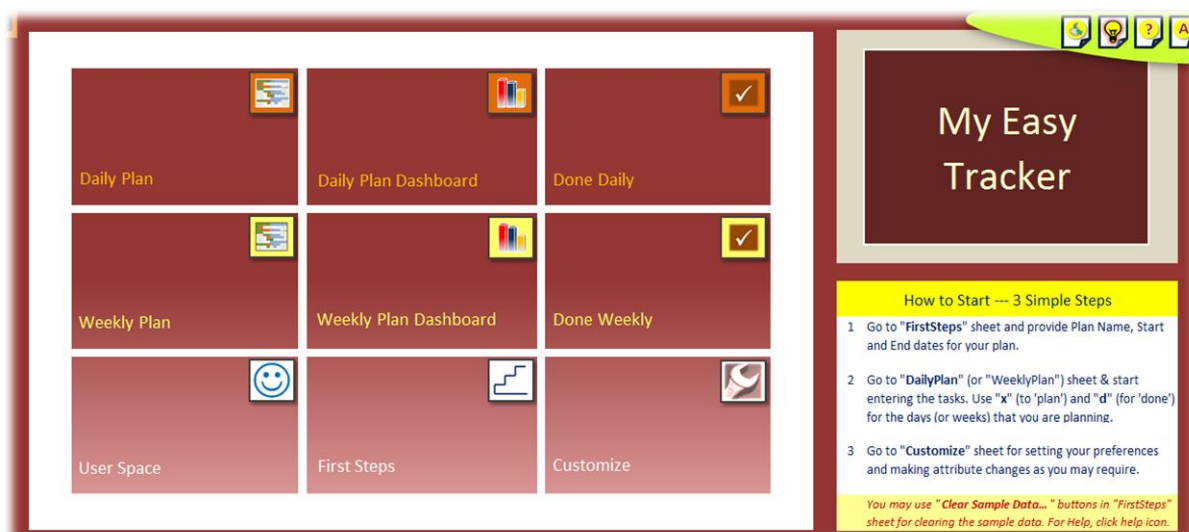 Daily Plan
Daily Plan Dashboard
Done Daily
Weekly Plan
Weekly Plan Dashboard
Done Weekly
User Space
First Steps
Customize
?
A
My Easy
Tracker
How to Start --- 3 Simple Steps
1 Go to "FirstSteps" sheet and provide Plan Name, Start
and End dates for your plan.
2 Go to "DailyPlan" (or "WeeklyPlan") sheet & start
entering the tasks. Use "x" (to 'plan') and "d" (for 'done')
for the days (or weeks) that you are planning.
3 Go to "Customize" sheet for setting your preferences
and making attribute changes as you may require.
You may use "Clear Sample Data..." buttons in "FirstSteps"
sheet for clearing the sample data. For Help, click help icon.